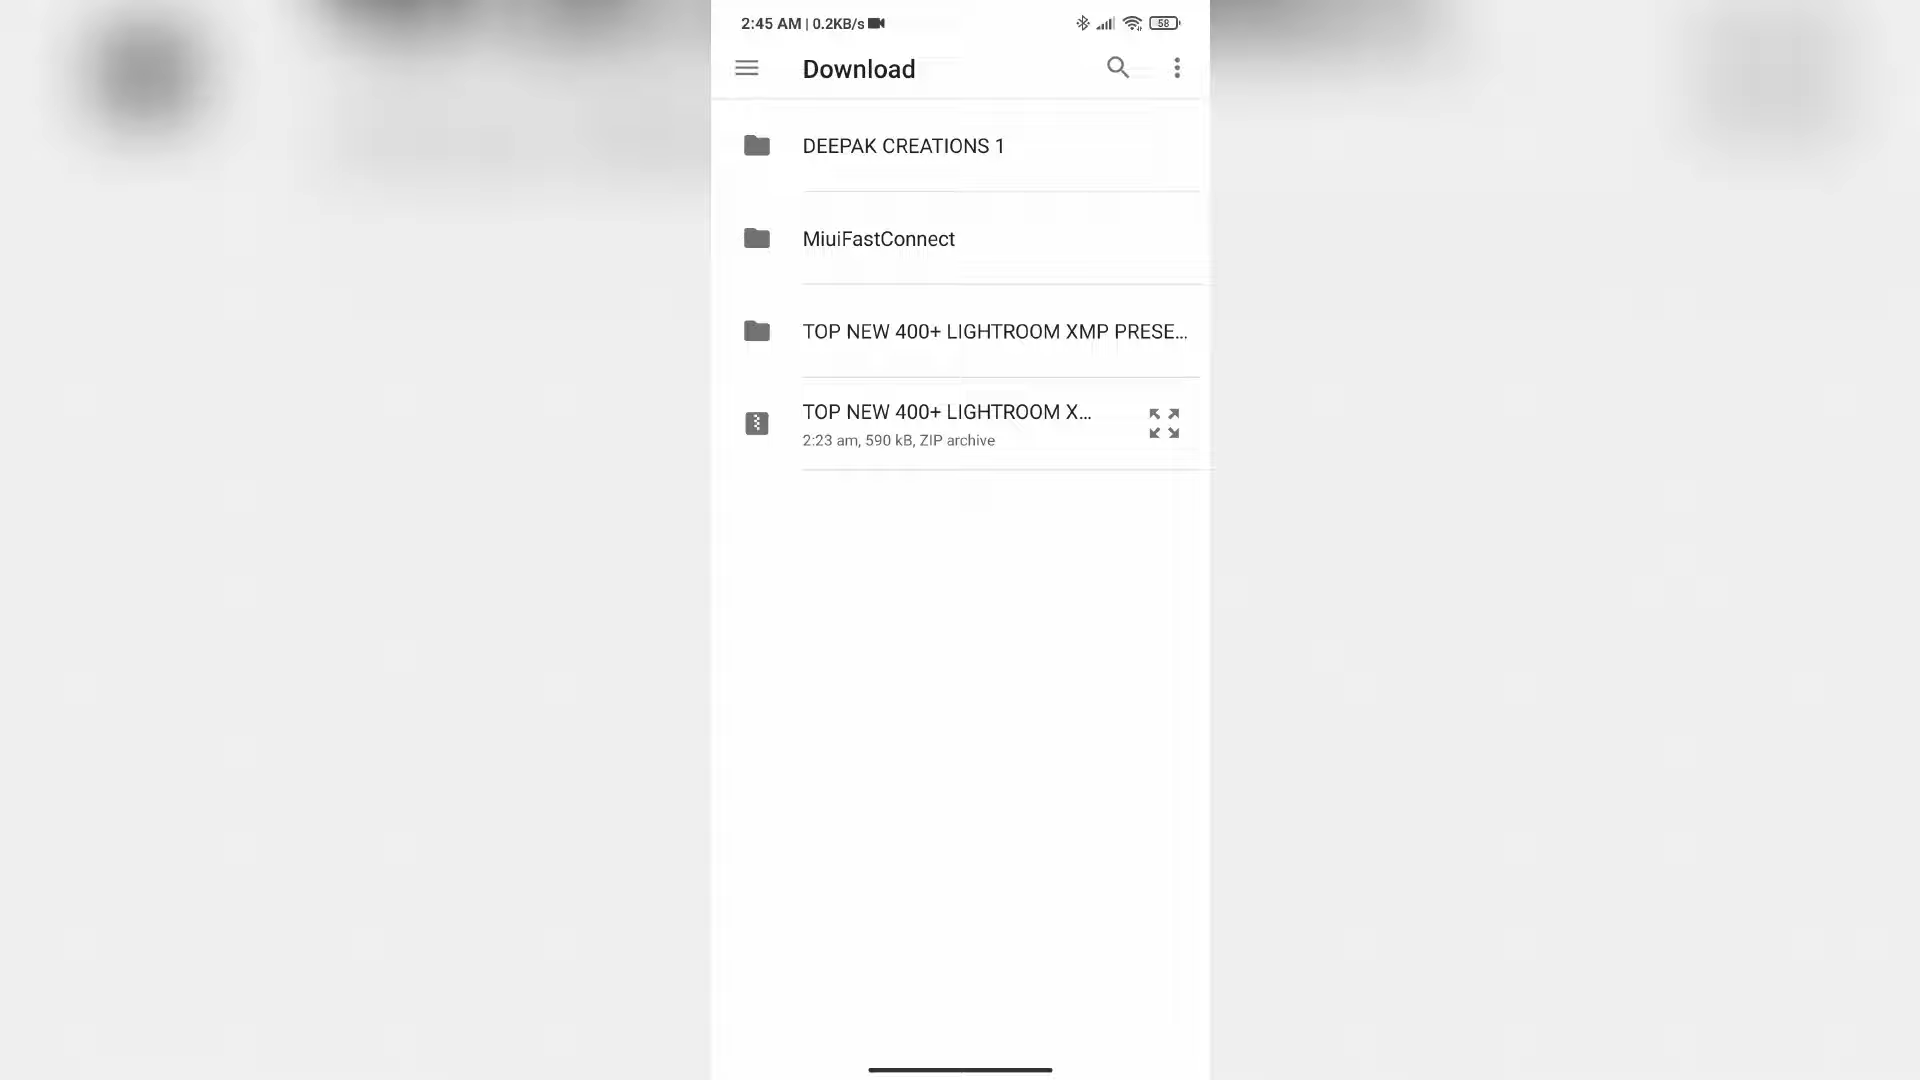 2:45 AM | 0.2KB/s
58
Download
DEEPAK CREATIONS 1
MiuiFastConnect
TOP NEW 400+ LIGHTROOM XMP PRESE...
TOP NEW 400+ LIGHTROOM X...
2:23 am, 590 kB, ZIP archive